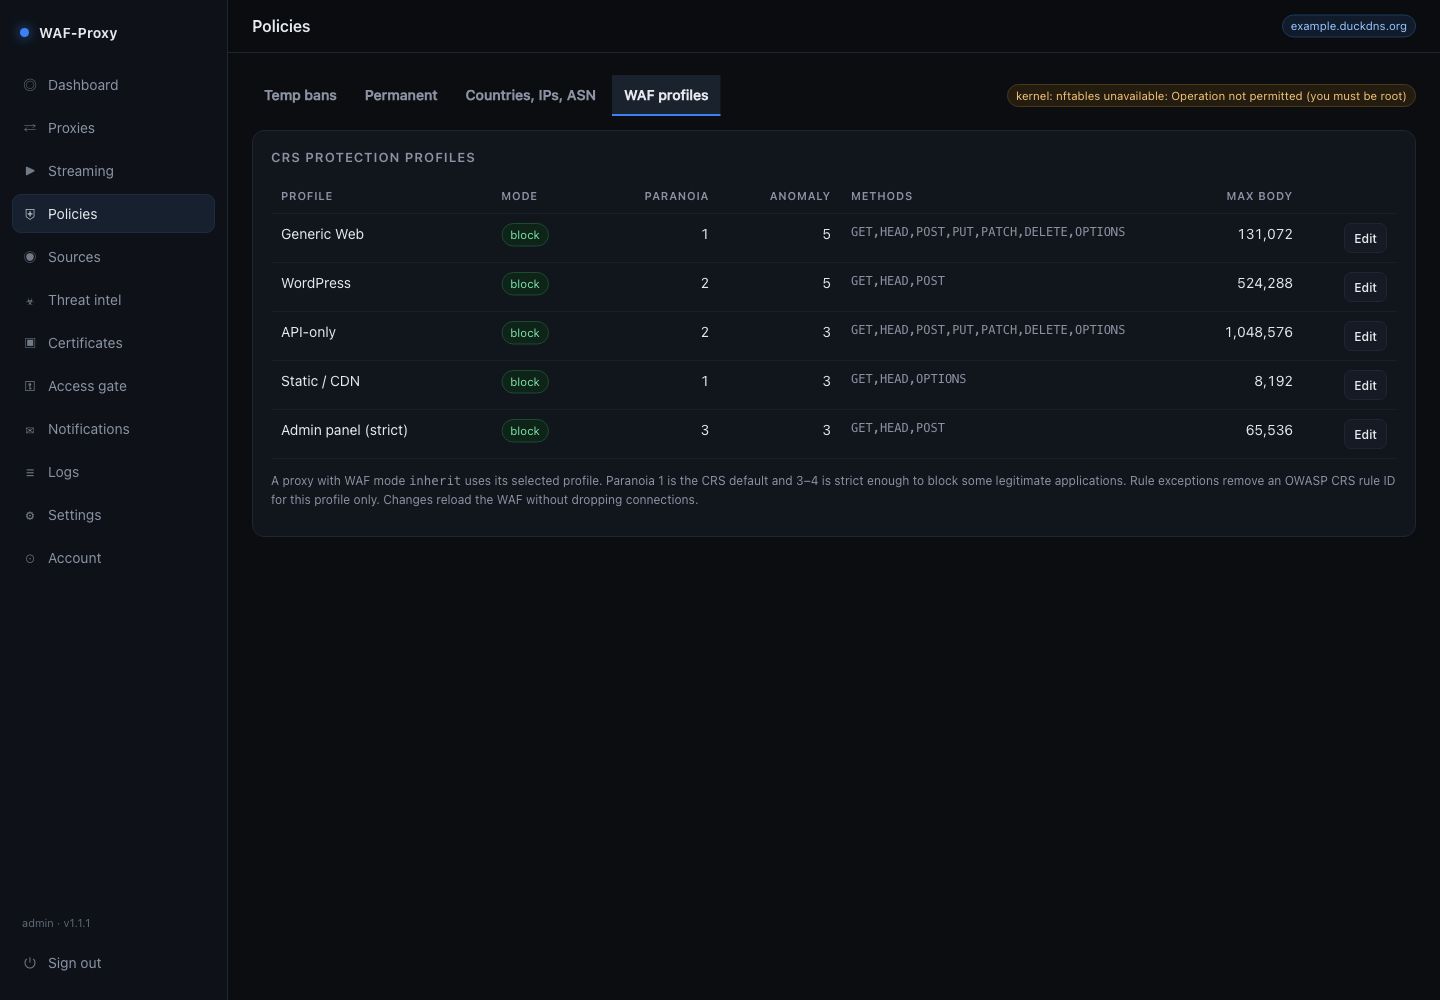 WAF-Proxy
Dashboard
Proxies
Streaming
Policies
Sources
Threat intel
Certificates
Access gate
Notifications
Logs
Settings
Account
admin · v1.1.1
Sign out
Policies
example.duckdns.org
Temp bans
Permanent
Countries, IPs, ASN
WAF profiles
kernel: nftables unavailable: Operation not permitted (you must be root)
CRS PROTECTION PROFILES
PROFILE MODE PARANOIA ANOMALY METHODS MAX BODY
Generic Web block 1 5 GET,HEAD,POST,PUT,PATCH,DELETE,OPTIONS 131,072 Edit
WordPress block 2 5 GET,HEAD,POST 524,288 Edit
API-only block 2 3 GET,HEAD,POST,PUT,PATCH,DELETE,OPTIONS 1,048,576 Edit
Static / CDN block 1 3 GET,HEAD,OPTIONS 8,192 Edit
Admin panel (strict) block 3 3 GET,HEAD,POST 65,536 Edit
A proxy with WAF mode inherit uses its selected profile. Paranoia 1 is the CRS default and 3–4 is strict enough to block some legitimate applications. Rule exceptions remove an OWASP CRS rule ID
for this profile only. Changes reload the WAF without dropping connections.